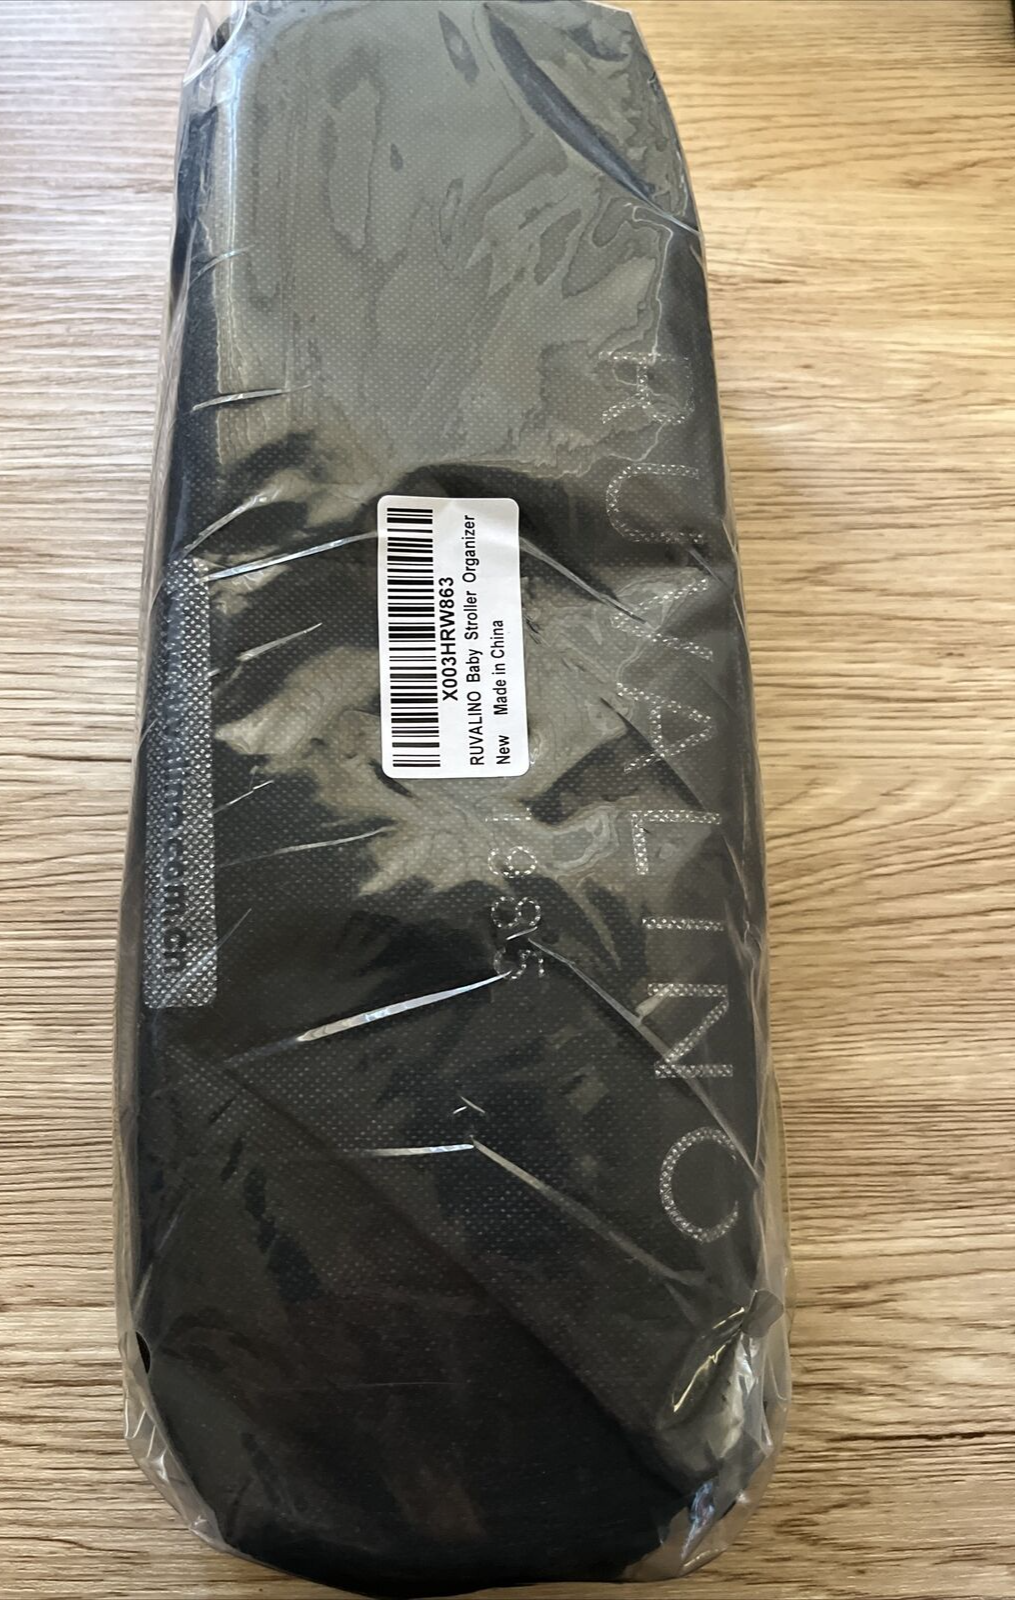 RUVALINO
X003HRW863
RUVALINO Baby Stroller Organizer
New Made in China